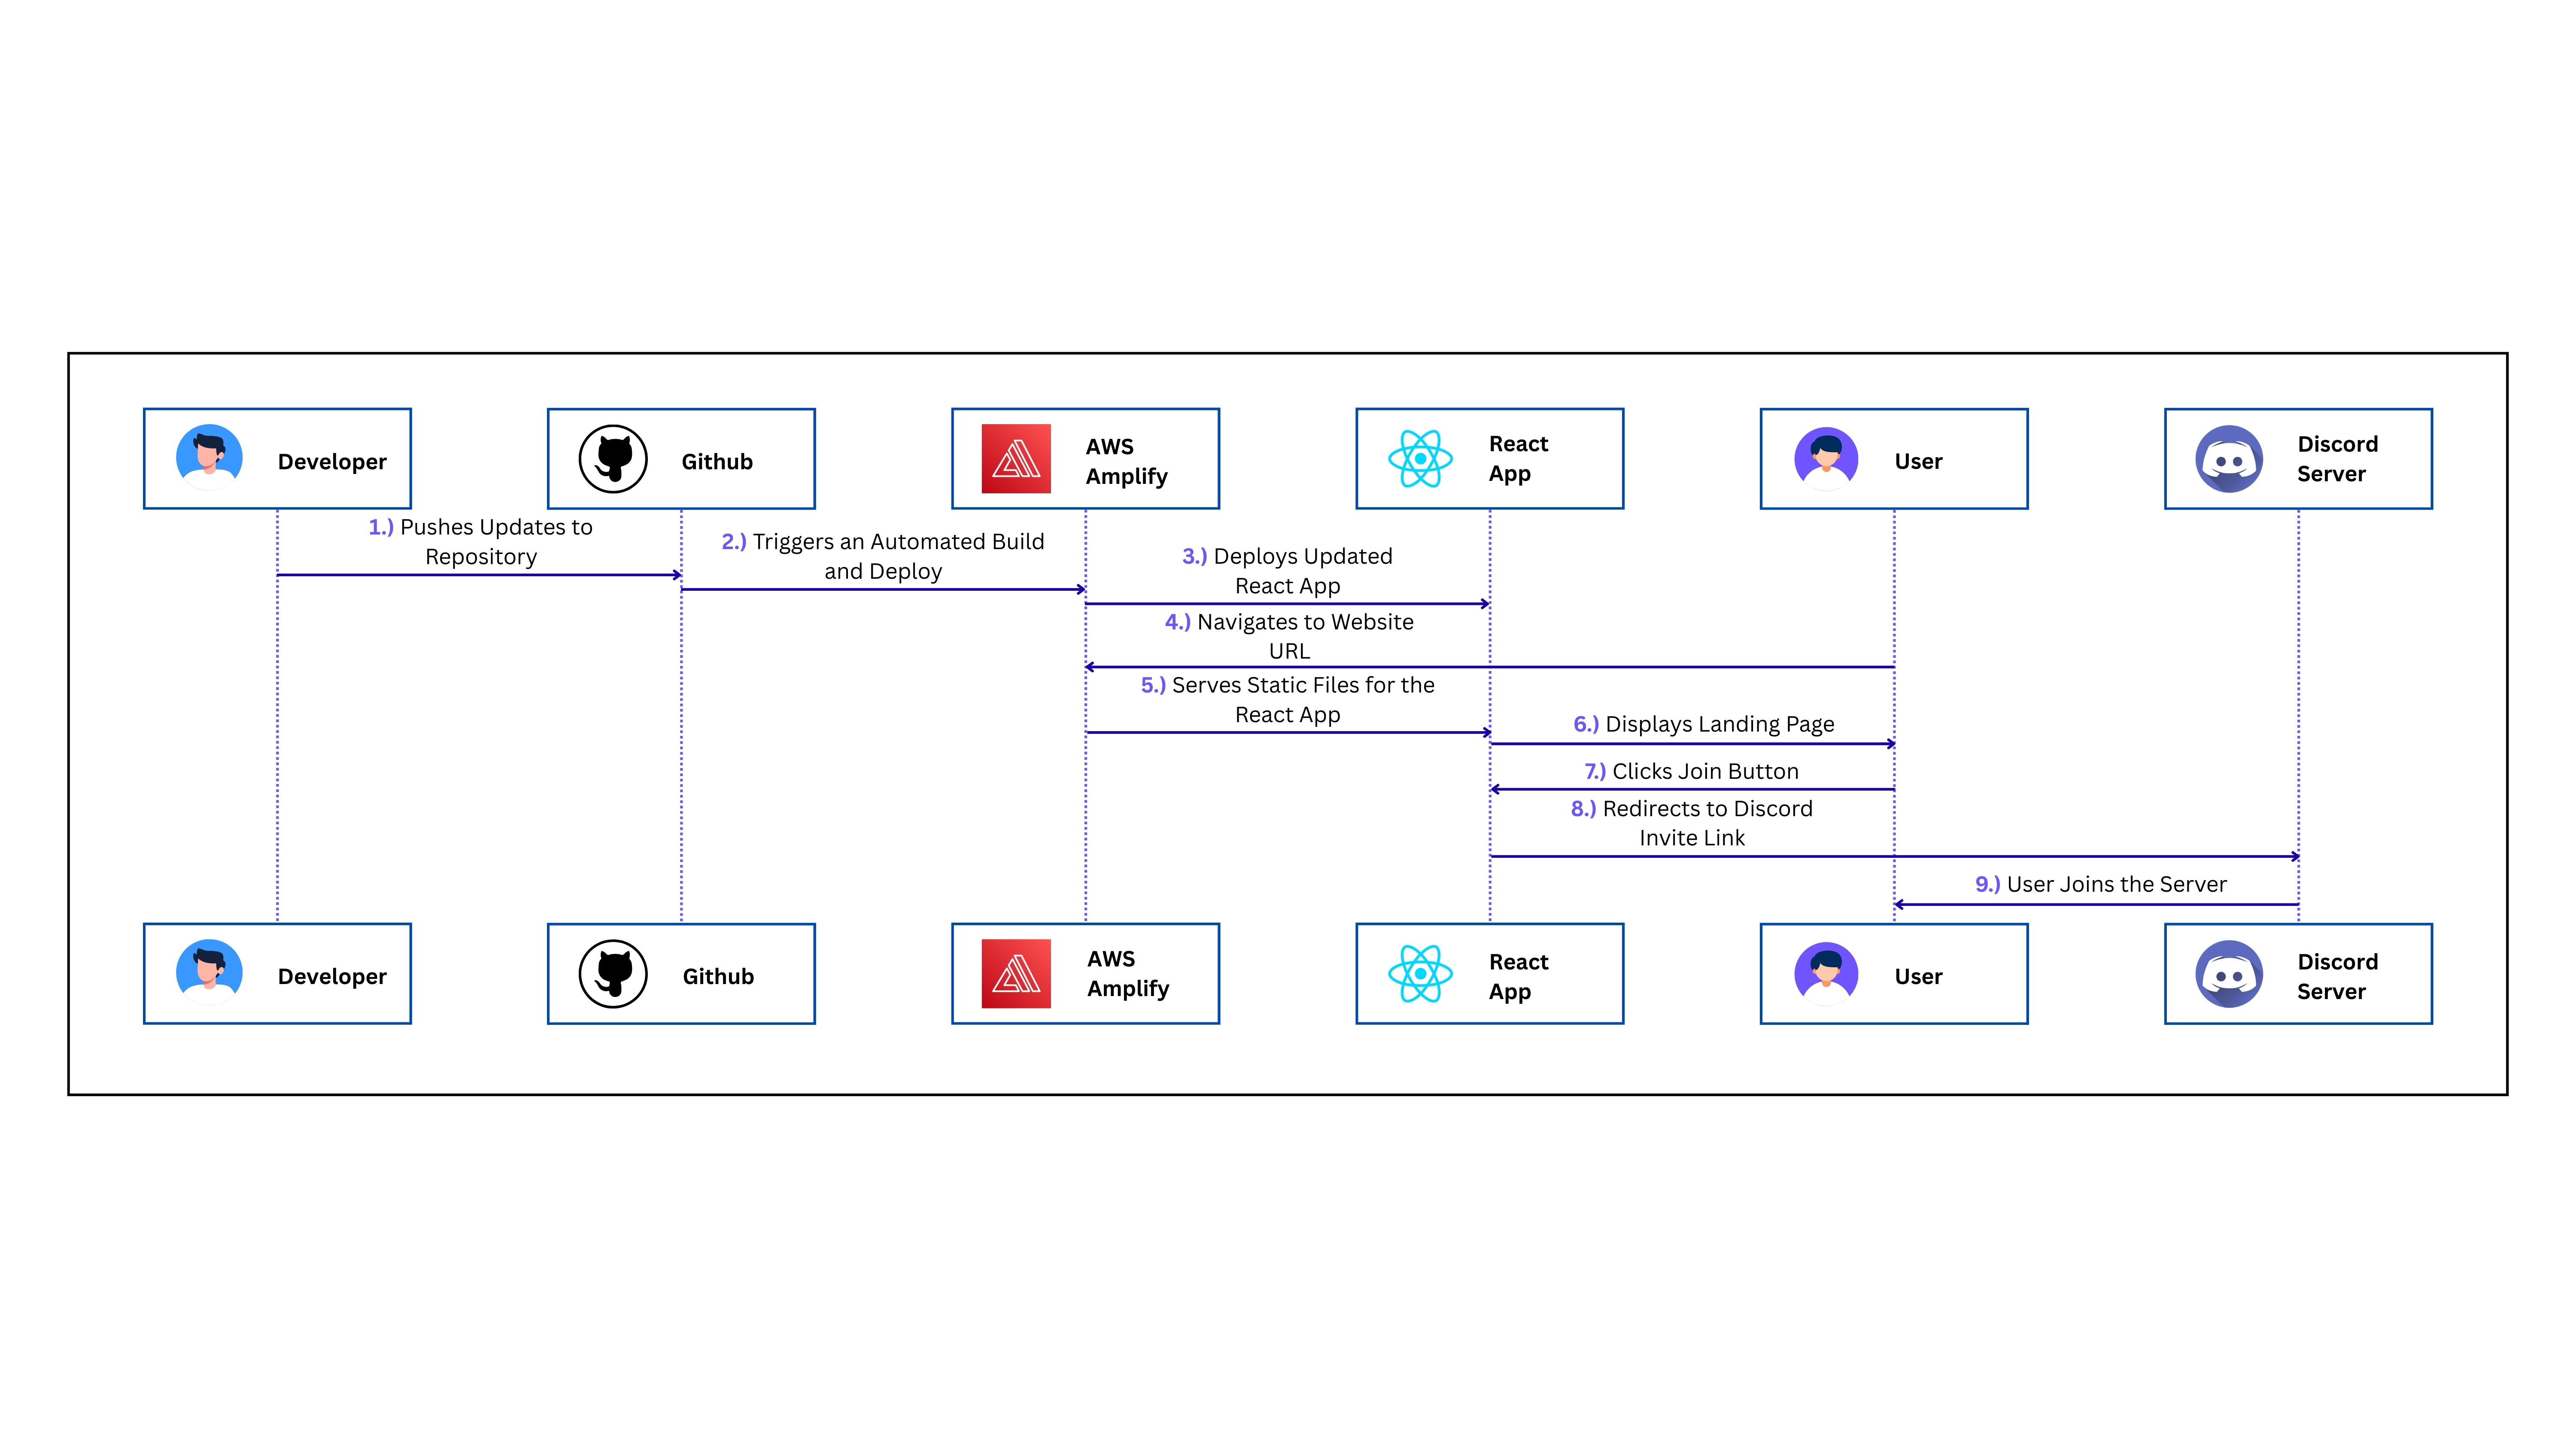 Developer
Github
AWS
Amplify
React
App
User
Discord
Server
1.) Pushes Updates to
Repository
2.) Triggers an Automated Build
and Deploy
3.) Deploys Updated
React App
4.) Navigates to Website
URL
5.) Serves Static Files for the
React App
6.) Displays Landing Page
7.) Clicks Join Button
8.) Redirects to Discord
Invite Link
9.) User Joins the Server
Developer
Github
AWS
Amplify
React
App
User
Discord
Server